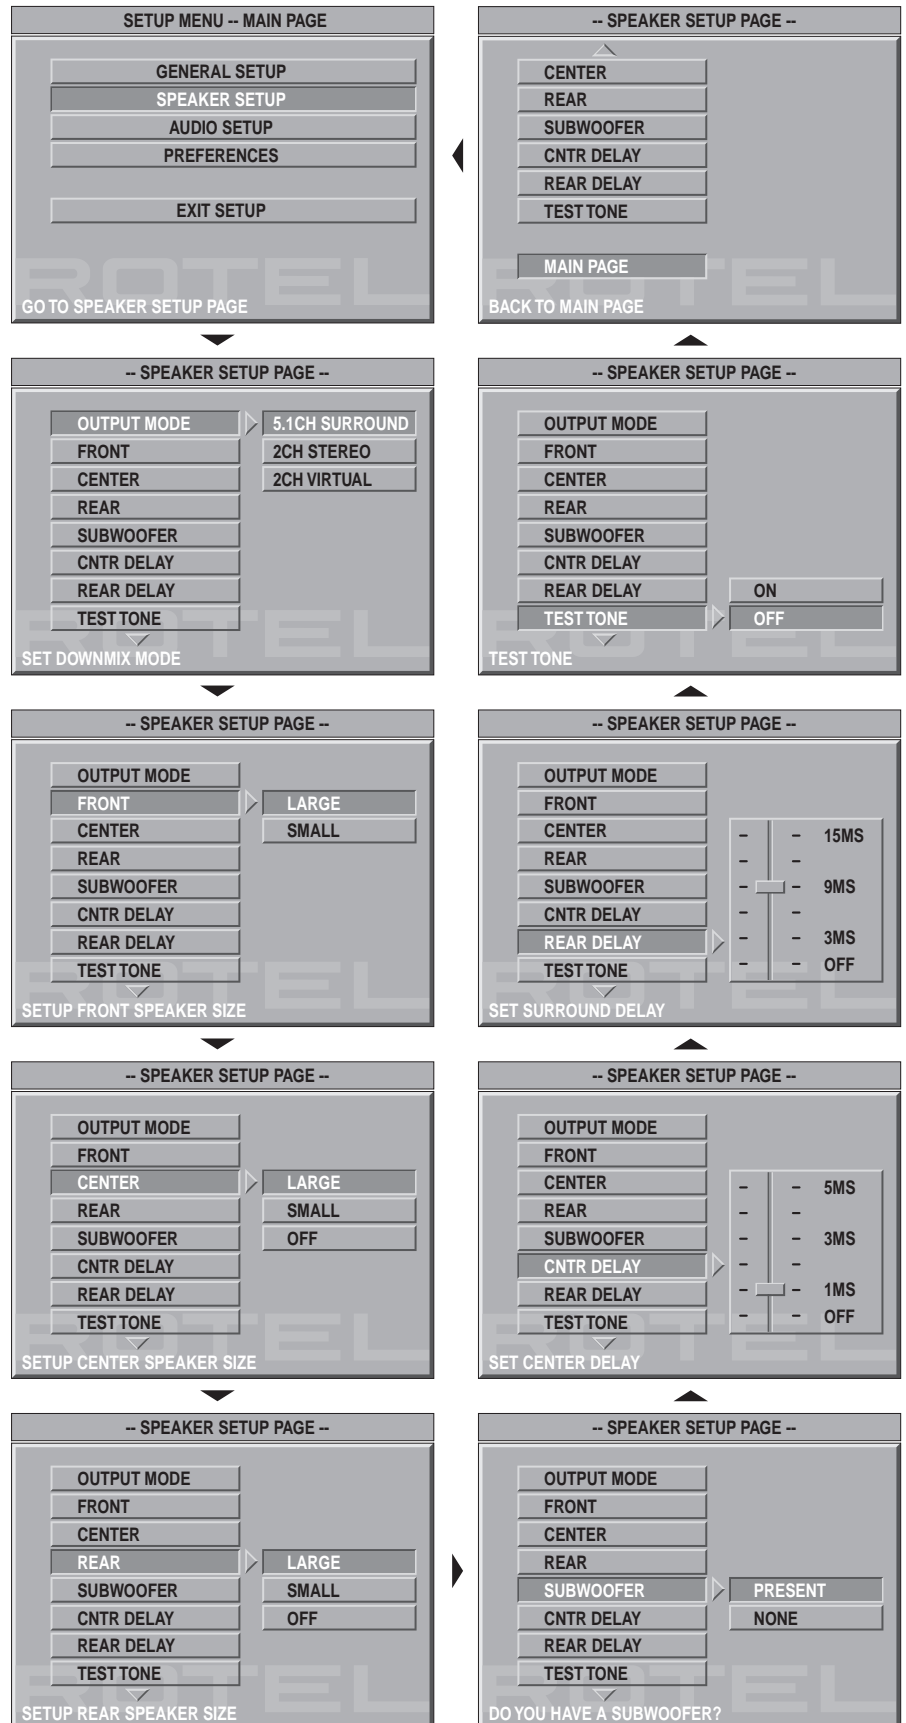 SETUP MENU -- MAIN PAGE
GENERAL SETUP
SPEAKER SETUP
AUDIO SETUP
PREFERENCES
EXIT SETUP
ROTEL
GO TO SPEAKER SETUP PAGE
-- SPEAKER SETUP PAGE --
OUTPUT MODE
5.1CH SURROUND
FRONT
2CH STEREO
CENTER
2CH VIRTUAL
REAR
SUBWOOFER
CNTR DELAY
REAR DELAY
TEST TONE
ROTEL
SET DOWNMIX MODE
-- SPEAKER SETUP PAGE --
OUTPUT MODE
FRONT
LARGE
CENTER
SMALL
REAR
SUBWOOFER
CNTR DELAY
REAR DELAY
TEST TONE
ROTEL
SETUP FRONT SPEAKER SIZE
-- SPEAKER SETUP PAGE --
OUTPUT MODE
FRONT
CENTER
LARGE
REAR
SMALL
SUBWOOFER
OFF
CNTR DELAY
REAR DELAY
TEST TONE
ROTEL
SETUP CENTER SPEAKER SIZE
-- SPEAKER SETUP PAGE --
OUTPUT MODE
FRONT
CENTER
REAR
LARGE
SUBWOOFER
SMALL
CNTR DELAY
OFF
REAR DELAY
TEST TONE
ROTEL
SETUP REAR SPEAKER SIZE
-- SPEAKER SETUP PAGE --
OUTPUT MODE
FRONT
CENTER
REAR
SUBWOOFER
PRESENT
CNTR DELAY
NONE
REAR DELAY
TEST TONE
ROTEL
DO YOU HAVE A SUBWOOFER?
-- SPEAKER SETUP PAGE --
OUTPUT MODE
FRONT
CENTER
5MS
REAR
SUBWOOFER
3MS
CNTR DELAY
REAR DELAY
1MS
TEST TONE
OFF
ROTEL
SET CENTER DELAY
-- SPEAKER SETUP PAGE --
OUTPUT MODE
FRONT
CENTER
15MS
REAR
SUBWOOFER
9MS
CNTR DELAY
REAR DELAY
3MS
TEST TONE
OFF
ROTEL
SET SURROUND DELAY
-- SPEAKER SETUP PAGE --
OUTPUT MODE
FRONT
CENTER
REAR
SUBWOOFER
CNTR DELAY
REAR DELAY
ON
TEST TONE
OFF
ROTEL
TEST TONE
-- SPEAKER SETUP PAGE --
CENTER
REAR
SUBWOOFER
CNTR DELAY
REAR DELAY
TEST TONE
MAIN PAGE
ROTEL
BACK TO MAIN PAGE